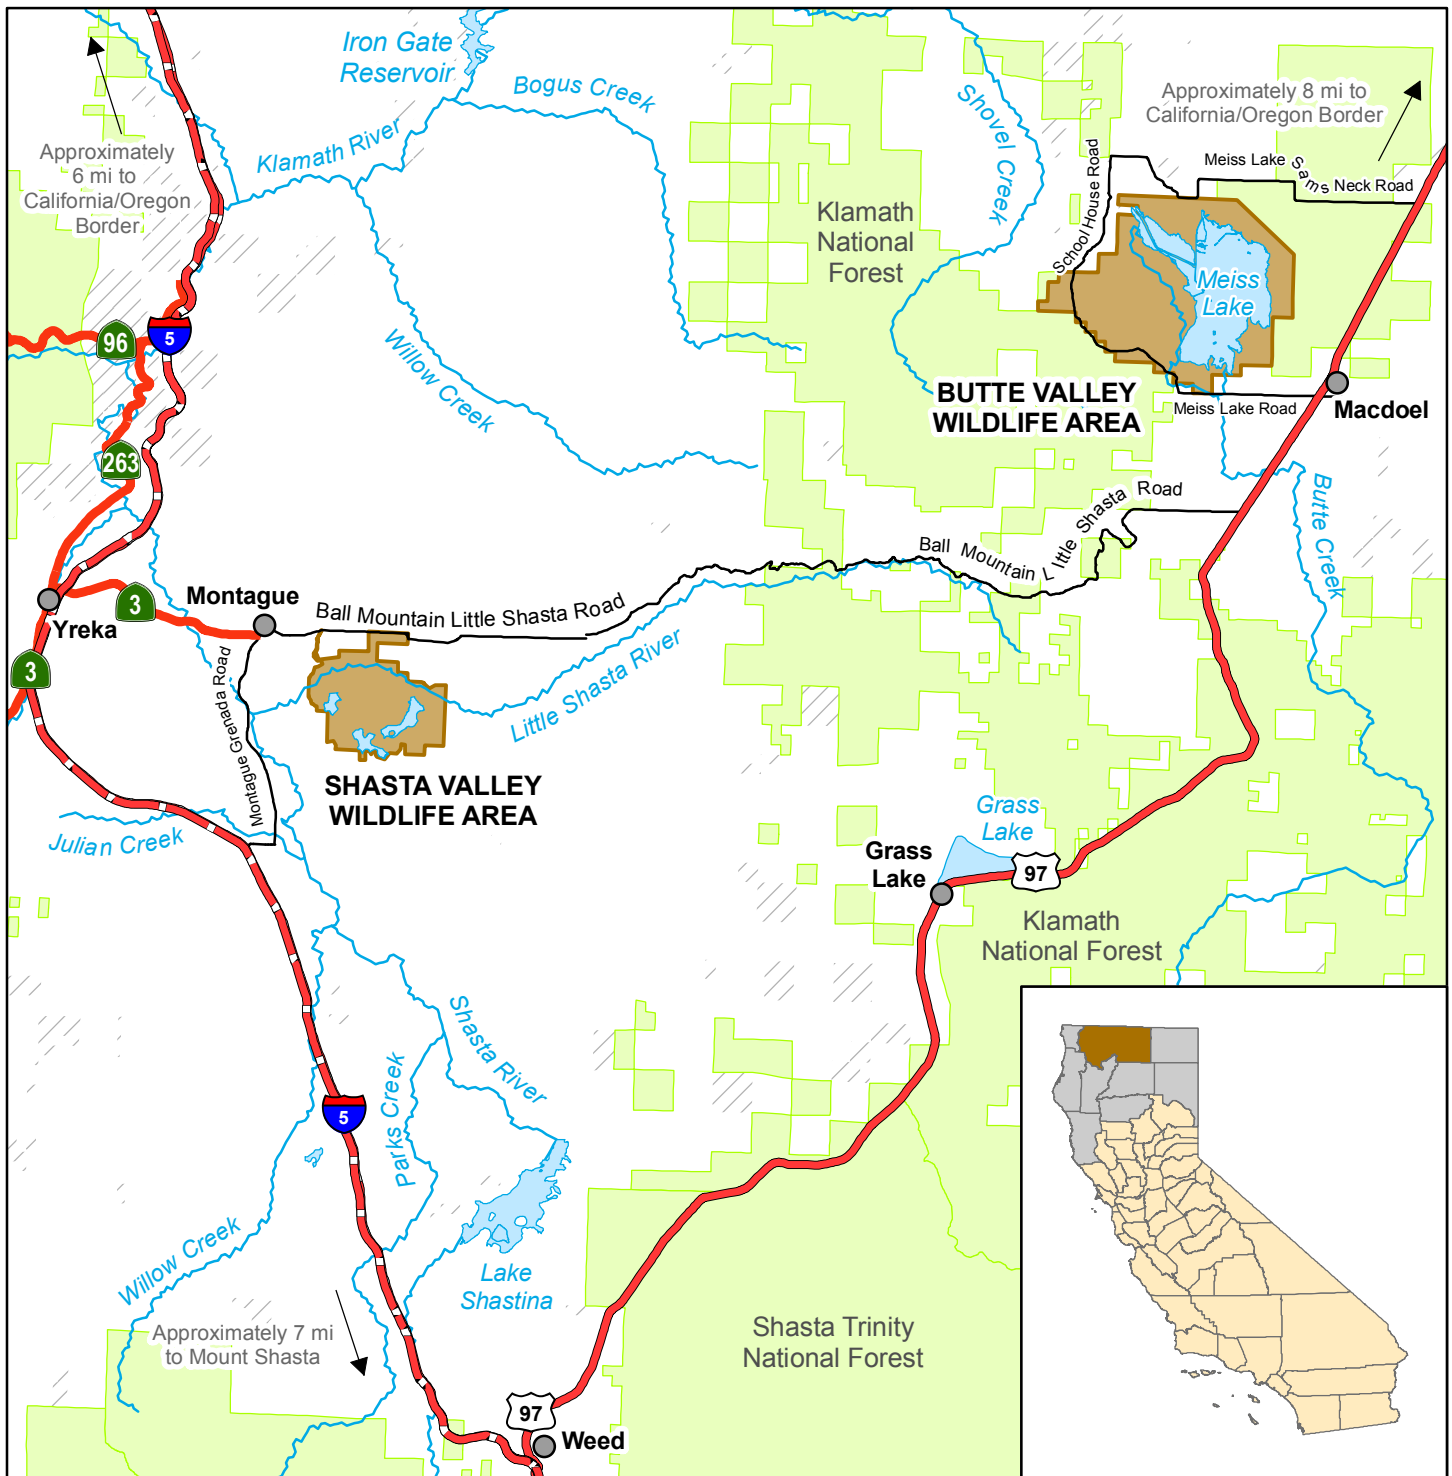 Iron Gate
Reservoir
Bogus Creek
Klamath River
Shovel Creek
Approximately 8 mi to
California/Oregon Border
Approximately
6 mi to
California/Oregon
Border
School House Road
Meiss Lake Sams Neck Road
Klamath
National
Forest
Meiss
Lake
96
5
Willow Creek
BUTTE VALLEY
WILDLIFE AREA
Meiss Lake Road
Macdoel
263
Butte Creek
Ball Mountain Little Shasta Road
3
Montague
Ball Mountain Little Shasta Road
Yreka
3
Montague Grenada Road
Little Shasta River
SHASTA VALLEY
WILDLIFE AREA
Julian Creek
Grass
Lake
Grass
Lake
97
Klamath
National Forest
Shasta River
Parks Creek
5
Willow Creek
Lake
Shastina
Approximately 7 mi
to Mount Shasta
Shasta Trinity
National Forest
97
Weed